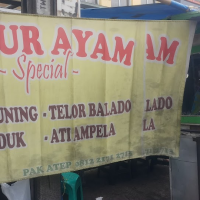 UR AYAM AM
~ Special ~
UNING - TELOR BALADO LADO
DUK - ATI AMPELA LA
PAK ATEP